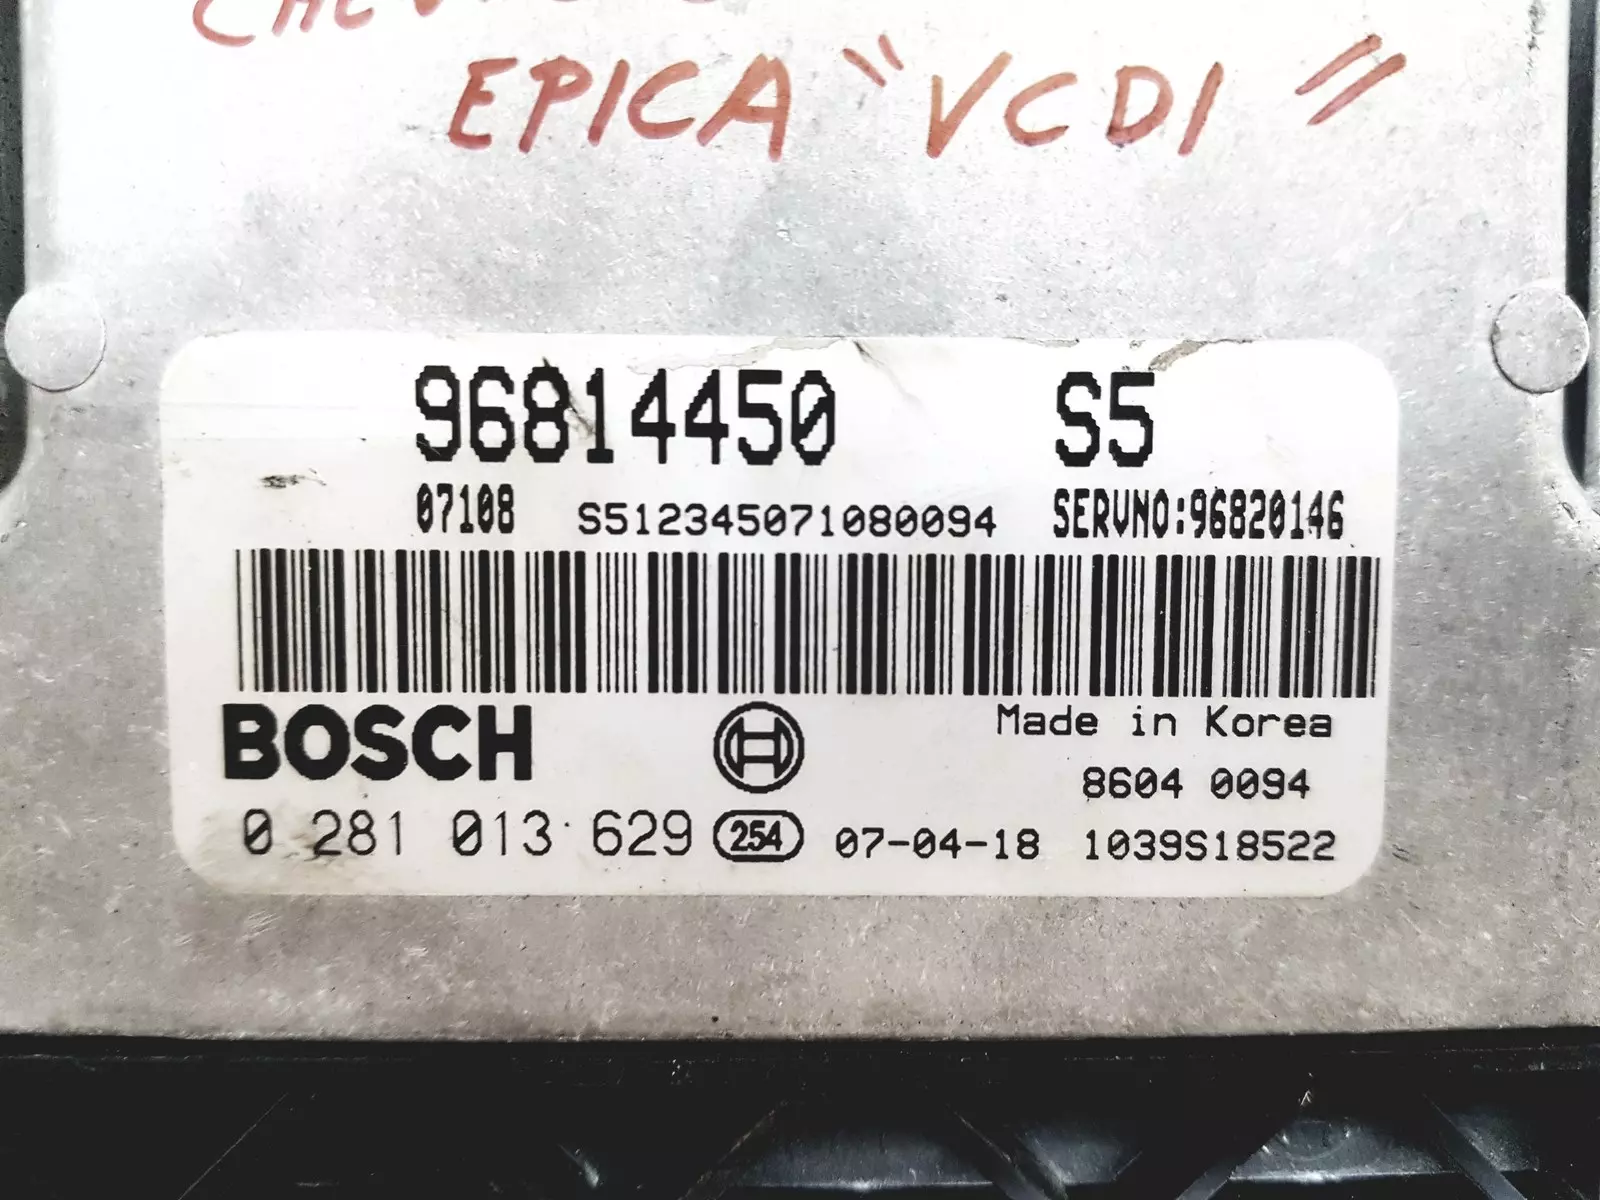 EPICA "VCDI"
96814450 S5
07108 S512345071080094 SERVNO:96820146
BOSCH Made in Korea
8604 0094
0 281 013 629 254 07-04-18 1039S18522